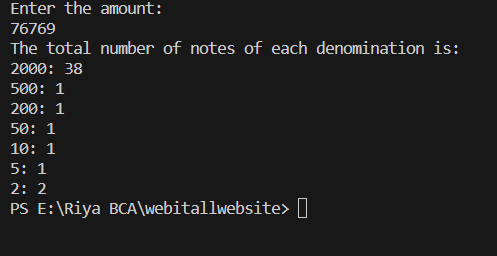 Enter the amount:
76769
The total number of notes of each denomination is:
2000: 38
500: 1
200: 1
50: 1
10: 1
5: 1
2: 2
PS E:\Riya BCA\webitallwebsite>